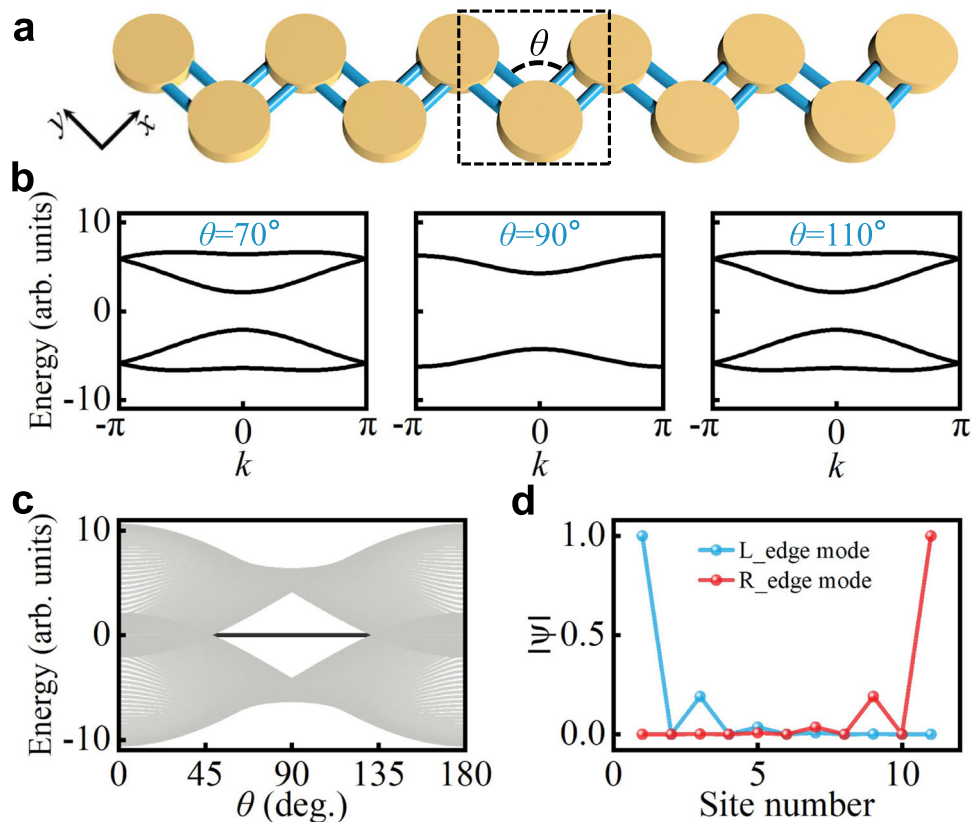 a
θ
y
x
b
Energy (arb. units)
10
0
-10
θ=70°
θ=90°
θ=110°
-π
0
π
-π
0
π
-π
0
π
k
k
k
c
Energy (arb. units)
10
0
-10
0
45
90
135
180
θ (deg.)
d
|ψ|
1.0
0.5
0.0
L_edge mode
R_edge mode
0
5
10
Site number